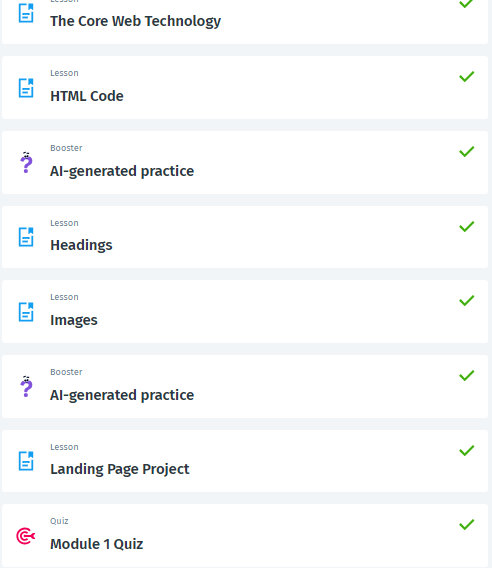 Lesson
The Core Web Technology
Lesson
HTML Code
Booster
AI-generated practice
Lesson
Headings
Lesson
Images
Booster
AI-generated practice
Lesson
Landing Page Project
Quiz
Module 1 Quiz